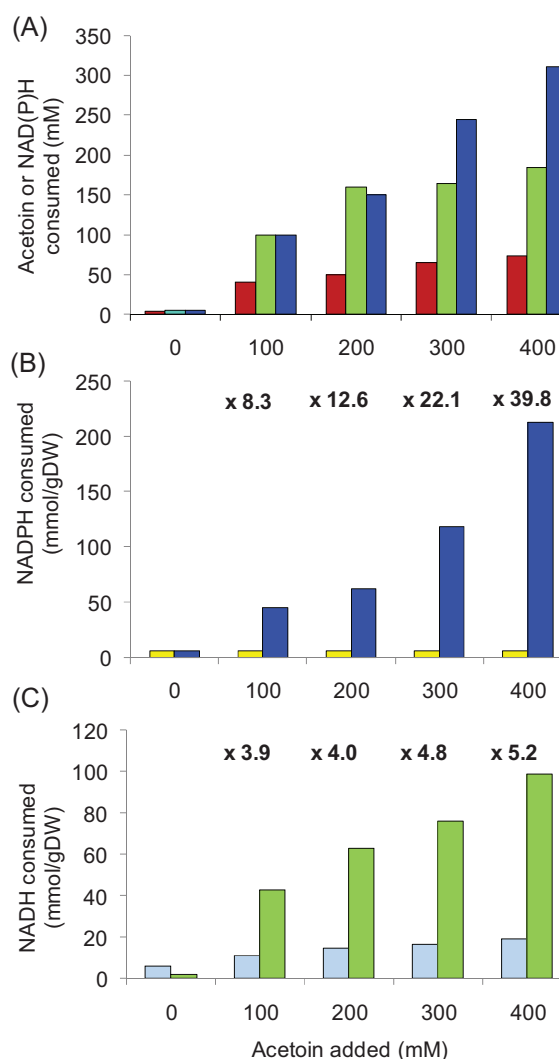 (A)
Acetoin or NAD(P)H
consumed (mM)
350
300
250
200
150
100
50
0
0 100 200 300 400
(B)
NADPH consumed
(mmol/gDW)
250
200
150
100
50
0
x 8.3 x 12.6 x 22.1 x 39.8
0 100 200 300 400
(C)
NADH consumed
(mmol/gDW)
120
100
80
60
40
20
0
x 3.9 x 4.0 x 4.8 x 5.2
0 100 200 300 400
Acetoin added (mM)